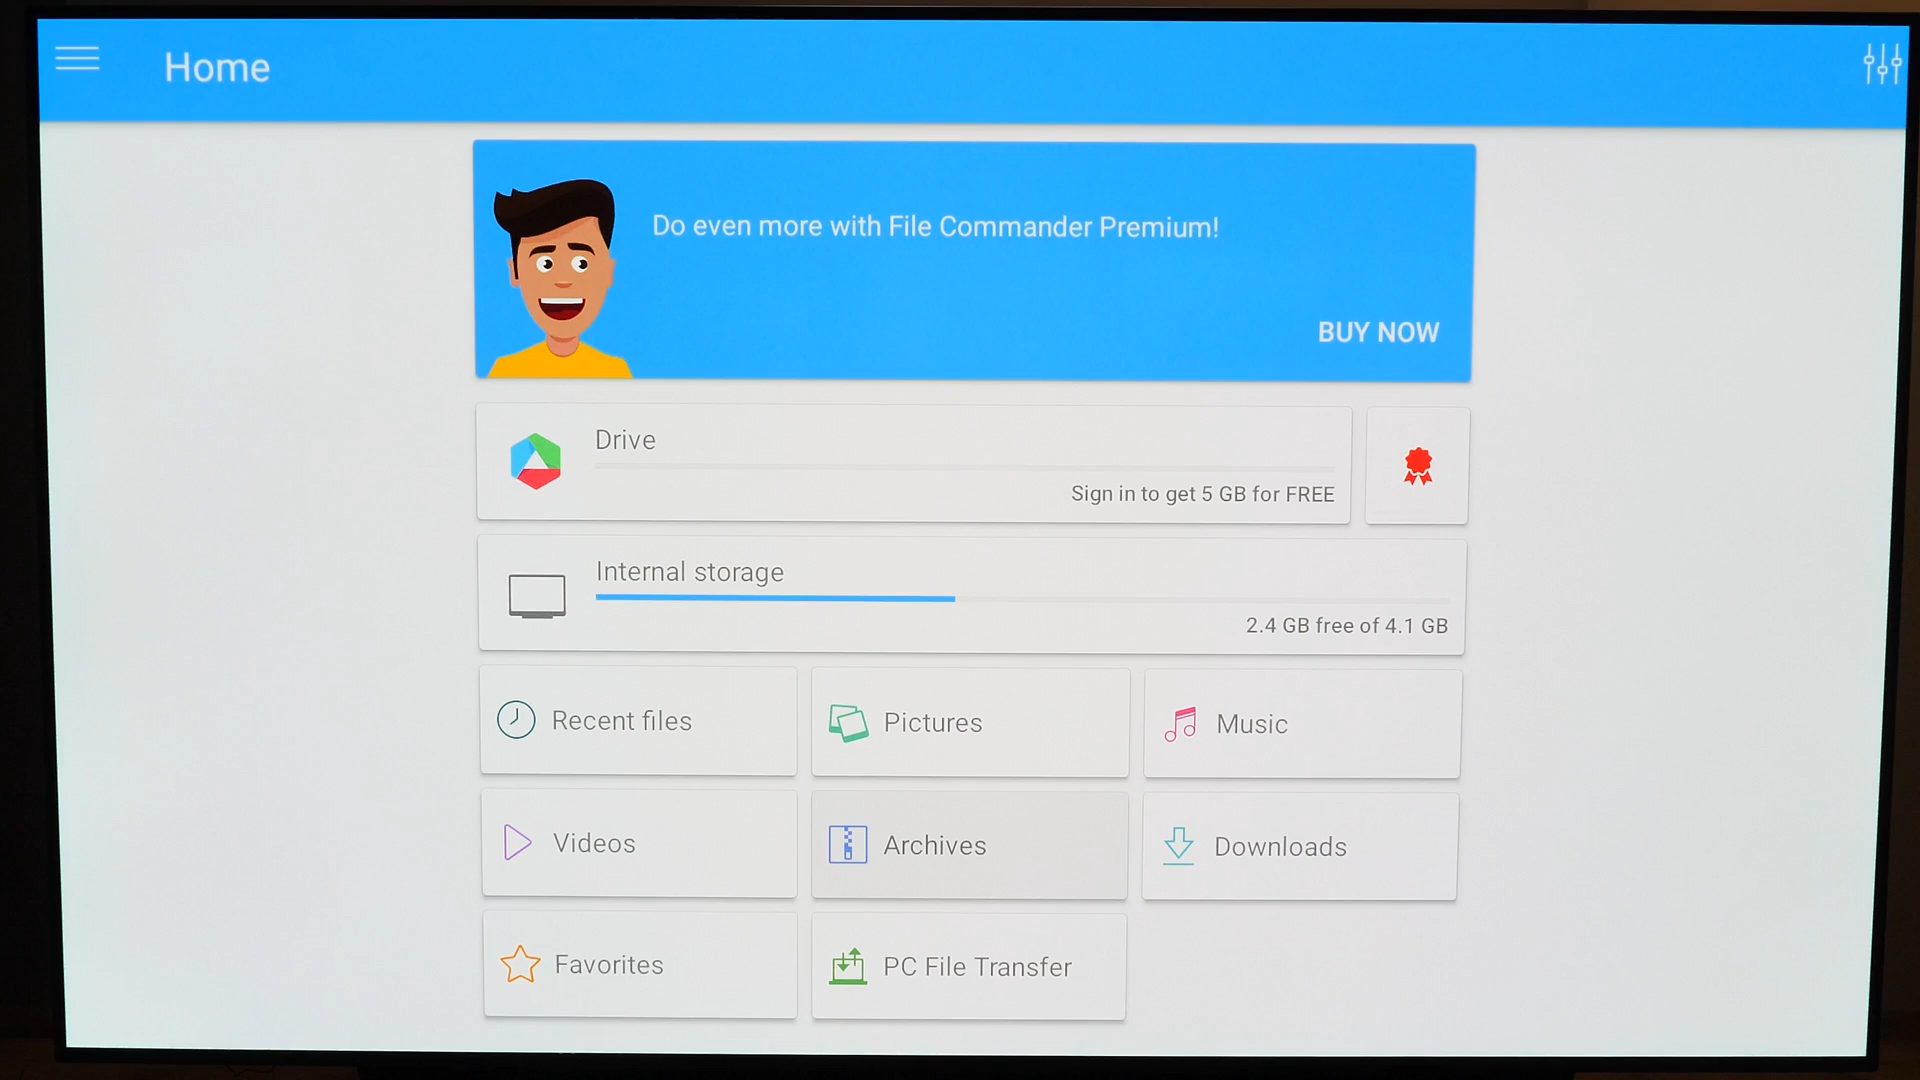 Home
Do even more with File Commander Premium!
BUY NOW
Drive
Sign in to get 5 GB for FREE
Internal storage
2.4 GB free of 4.1 GB
Recent files
Pictures
Music
Videos
Archives
Downloads
Favorites
PC File Transfer